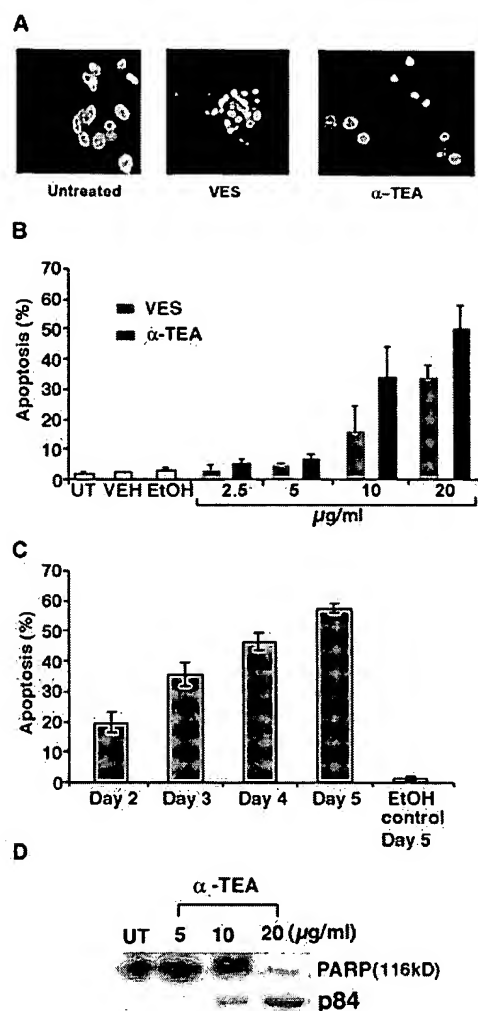 A
Untreated VES α-TEA
B
Apoptosis (%)
70
60
50
40
30
20
10
0
VES
α-TEA
UT VEH EtOH 2.5 5 10 20
µg/ml
C
Apoptosis (%)
70
60
50
40
30
20
10
0
Day 2 Day 3 Day 4 Day 5 EtOH
control
Day 5
D
α-TEA
UT 5 10 20 (µg/ml)
PARP(116kD)
p84